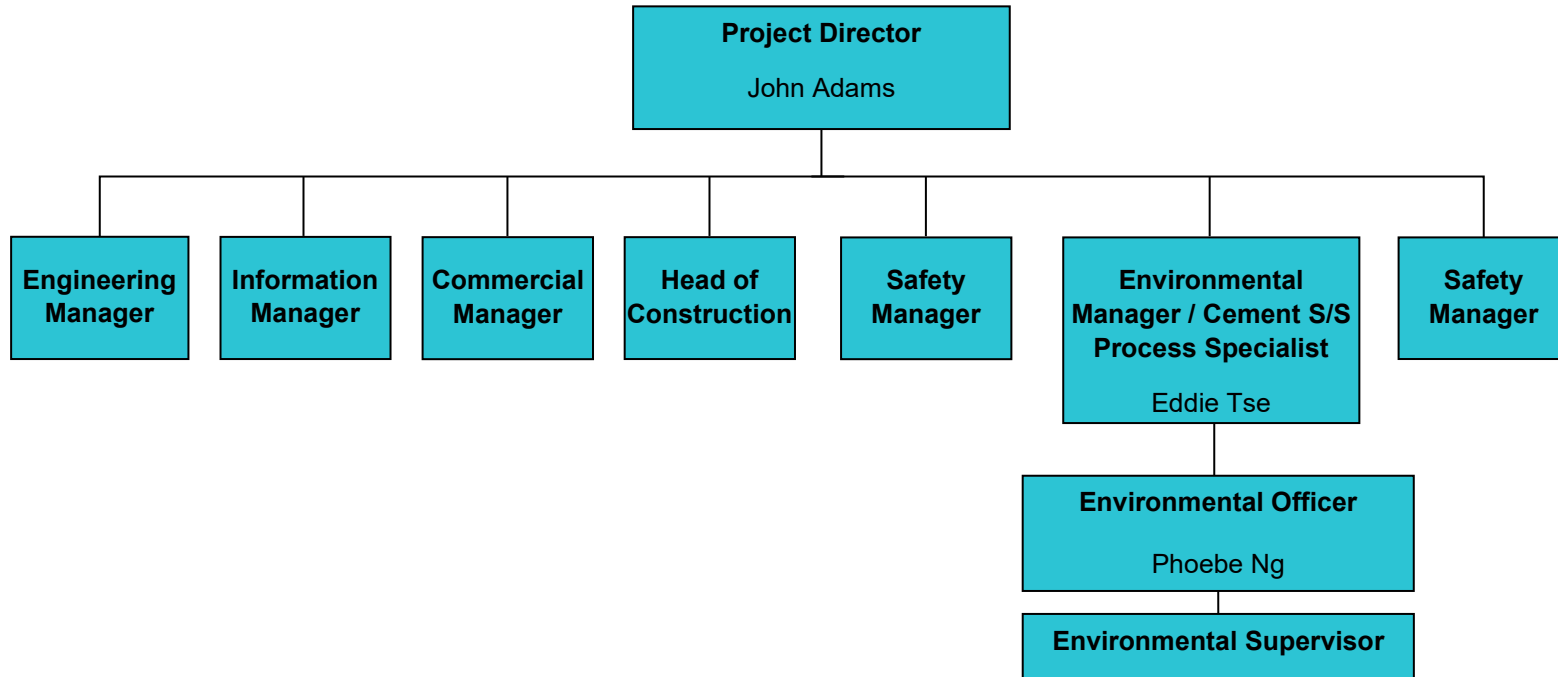 Project Director
John Adams
Engineering
Manager
Information
Manager
Commercial
Manager
Head of
Construction
Safety
Manager
Environmental
Manager / Cement S/S
Process Specialist
Eddie Tse
Safety
Manager
Environmental Officer
Phoebe Ng
Environmental Supervisor